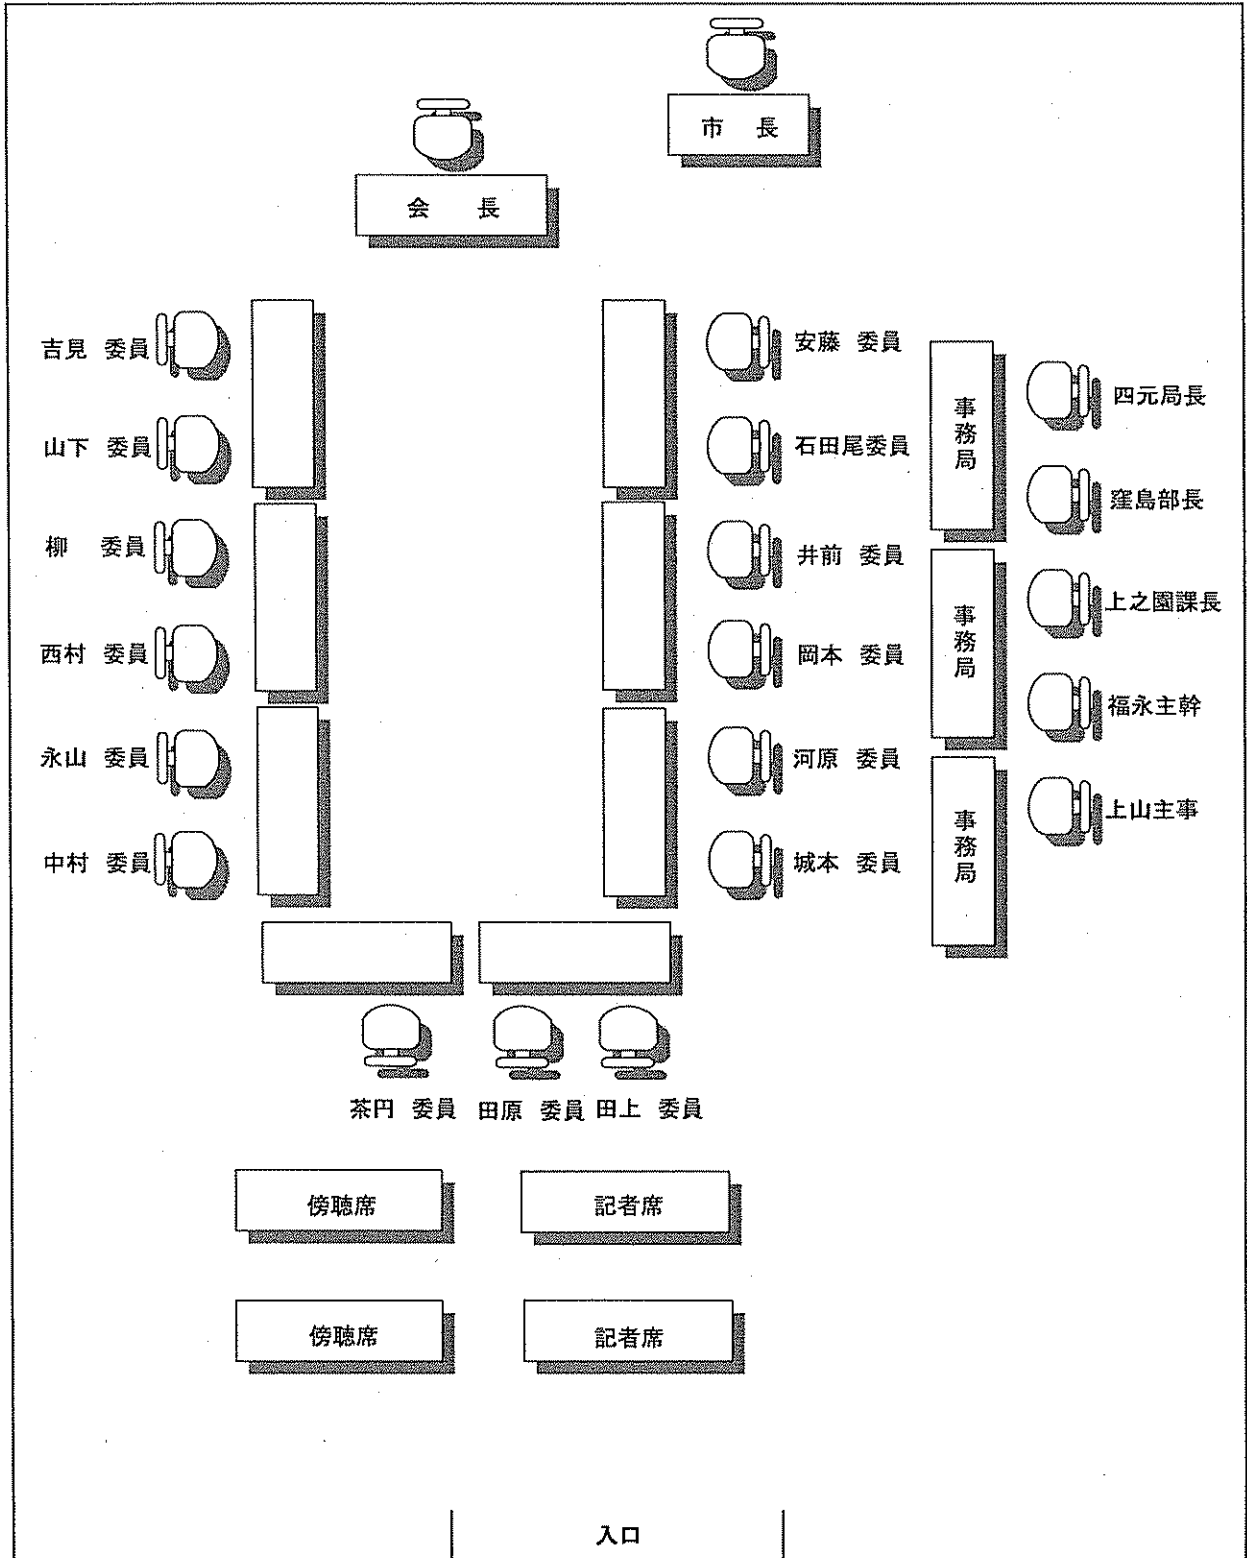 市　長
会　長
吉見　委員
山下　委員
柳　委員
西村　委員
永山　委員
中村　委員
安藤　委員
石田尾委員
井前　委員
岡本　委員
河原　委員
城本　委員
事務局
事務局
事務局
四元局長
窪島部長
上之園課長
福永主幹
上山主事
茶円　委員
田原　委員
田上　委員
傍聴席
記者席
傍聴席
記者席
入口